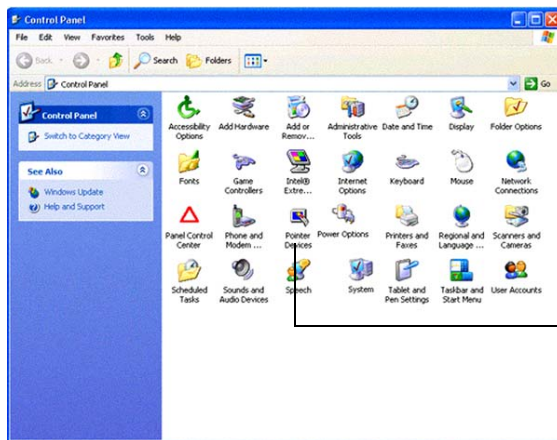 Control Panel
File Edit View Favorites Tools Help
Back Search Folders
Address Control Panel Go
Control Panel
Switch to Category View
See Also
Windows Update
Help and Support
Accessibility Options
Add Hardware
Add or Remov...
Administrative Tools
Date and Time
Display
Folder Options
Fonts
Game Controllers
Intel® Extre...
Internet Options
Keyboard
Mouse
Network Connections
Panel Control Center
Phone and Modem ...
Pointer Devices
Power Options
Printers and Faxes
Regional and Language ...
Scanners and Cameras
Scheduled Tasks
Sounds and Audio Devices
Speech
System
Tablet and Pen Settings
Taskbar and Start Menu
User Accounts